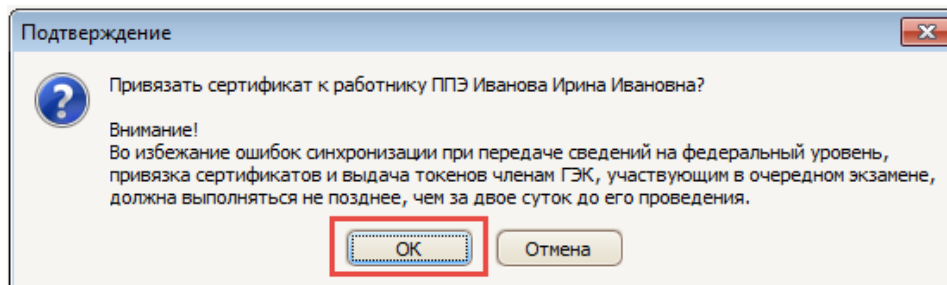 Подтверждение
Привязать сертификат к работнику ППЭ Иванова Ирина Ивановна?
Внимание!
Во избежание ошибок синхронизации при передаче сведений на федеральный уровень,
привязка сертификатов и выдача токенов членам ГЭК, участвующим в очередном экзамене,
должна выполняться не позднее, чем за двое суток до его проведения.
ОК
Отмена